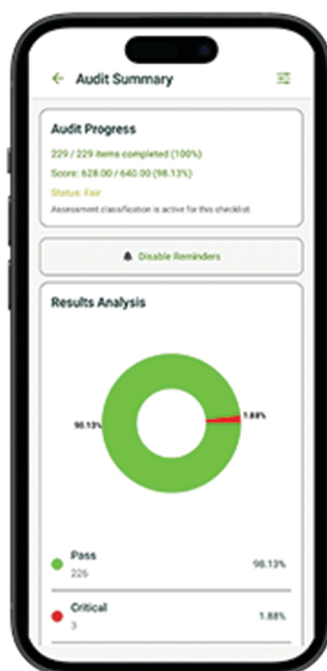 Audit Summary
Audit Progress
229 / 229 items completed (100%)
Score: 628.00 / 640.00 (98.13%)
Status: Fair
Assessment classification is active for this checklist.
Disable Reminders
Results Analysis
98.13%
1.88%
Pass
226
98.13%
Critical
3
1.88%